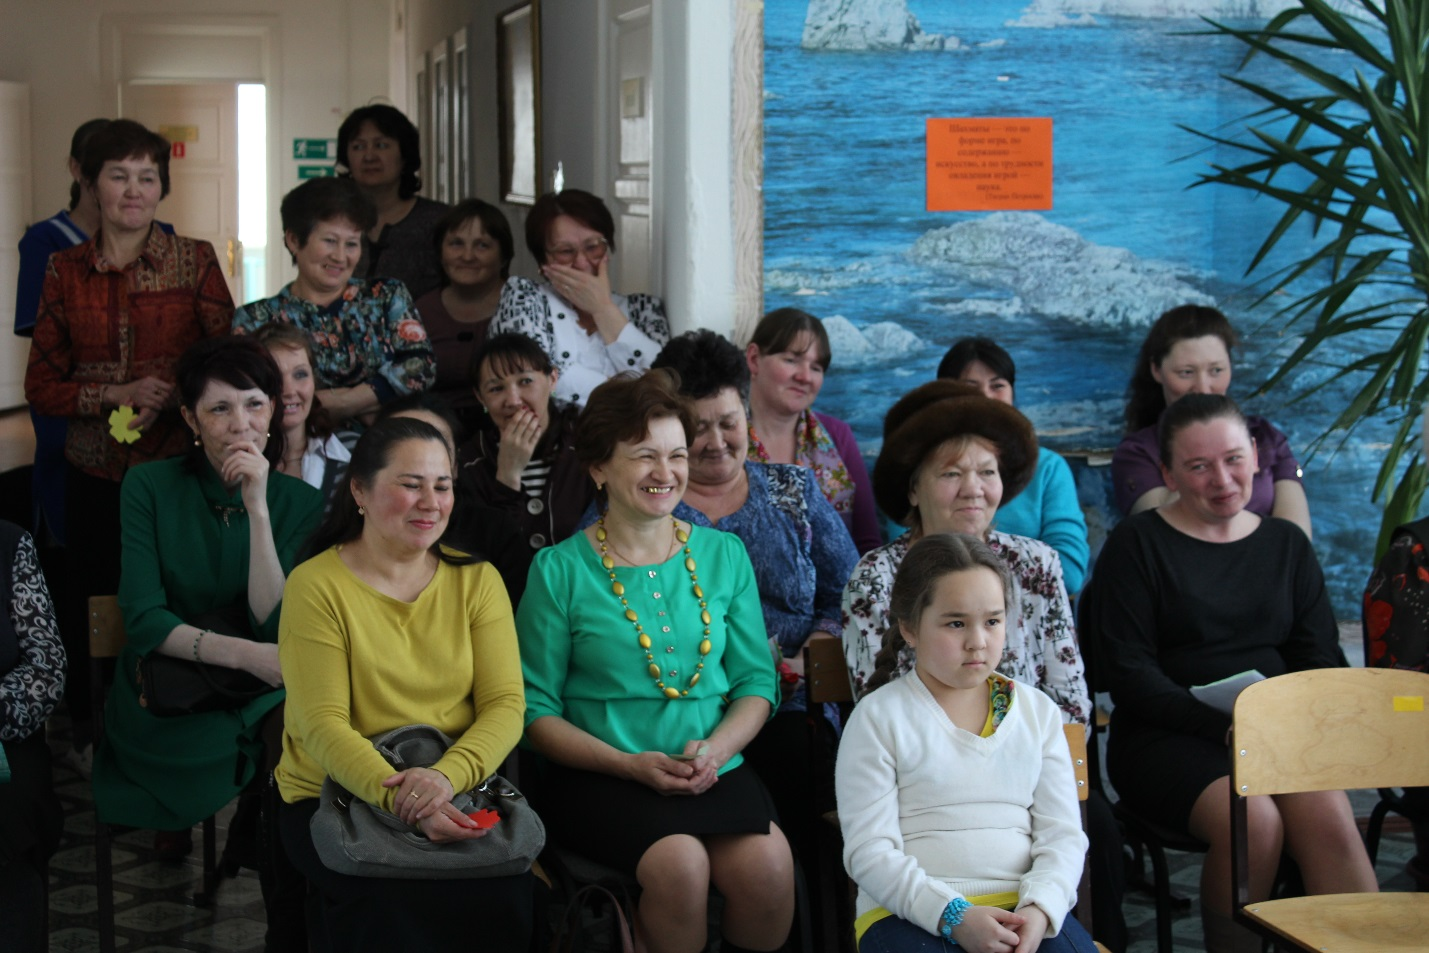 Шахматы — это по
форме игра, по
содержанию —
искусство, а по трудности
овладения игрой —
наука.